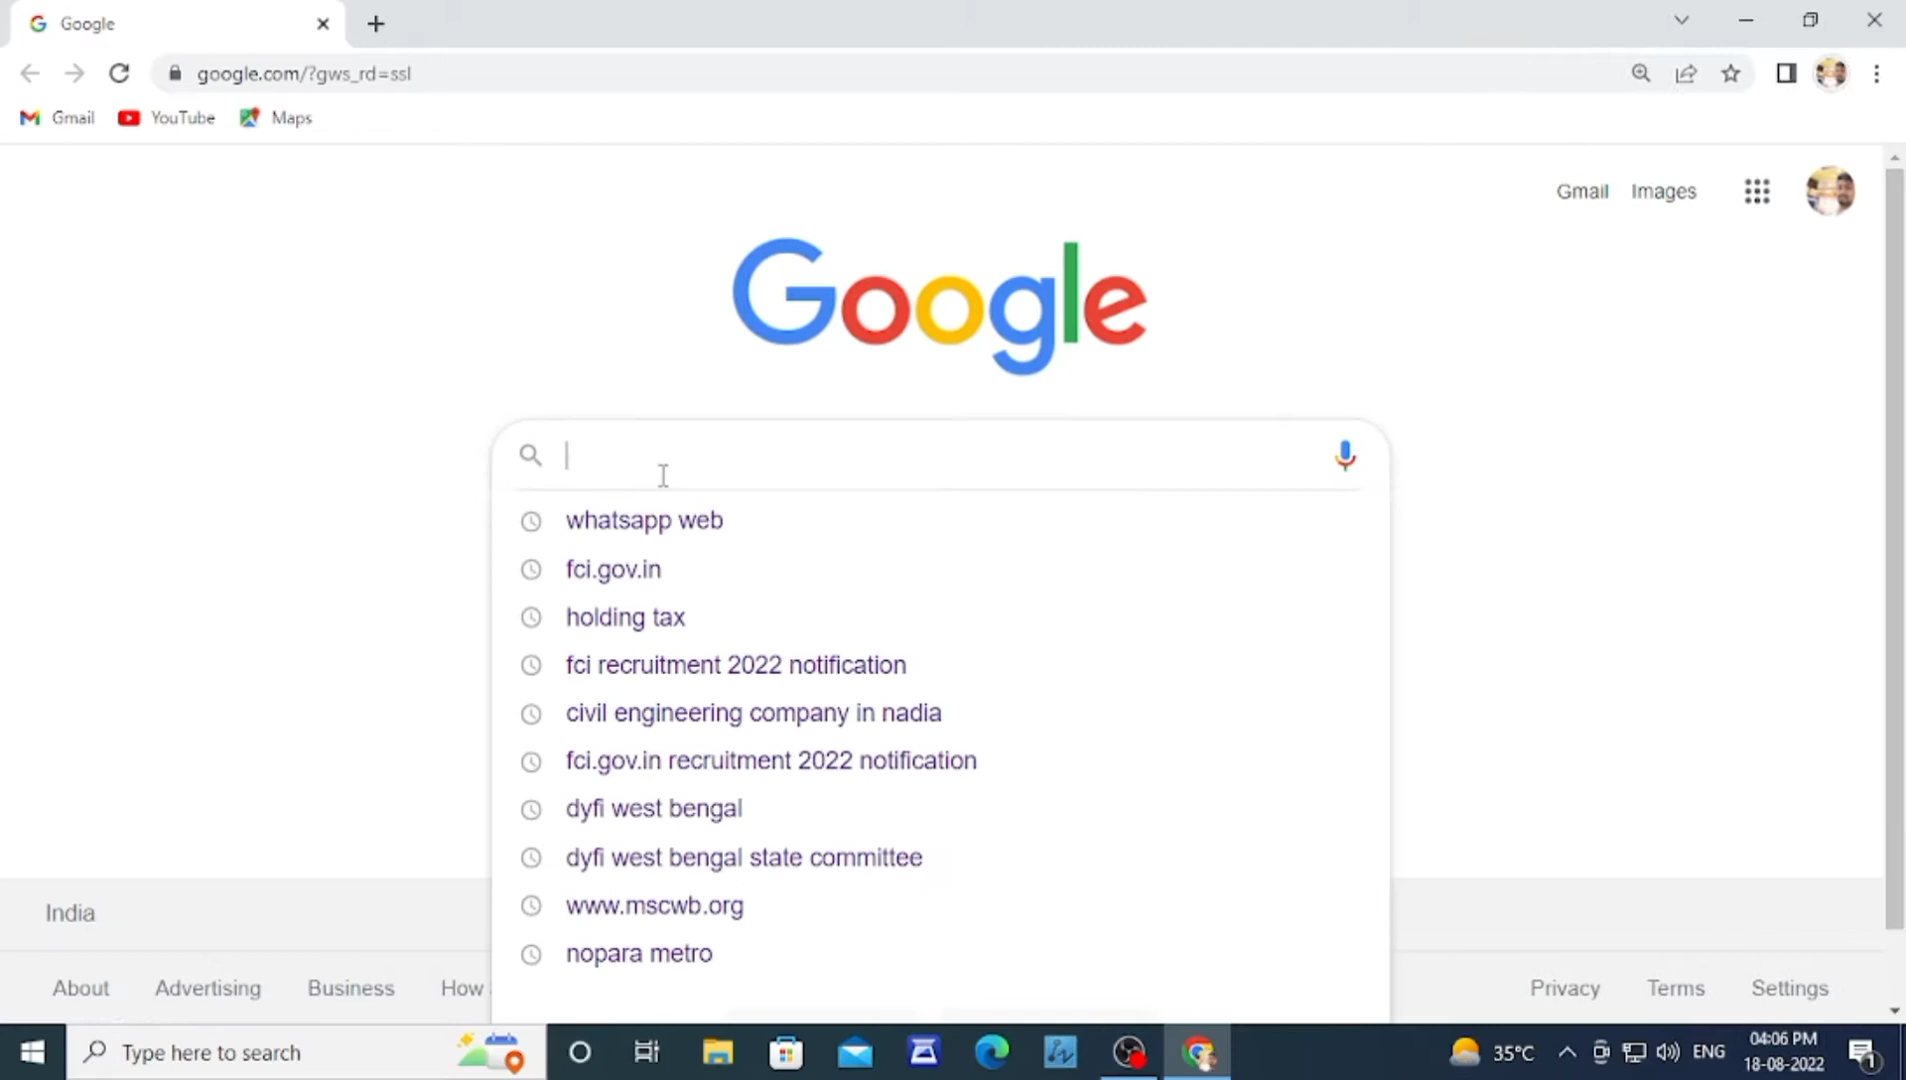 Google
google.com/?gws_rd=ssl
Gmail YouTube Maps
Gmail Images
Google
whatsapp web
fci.gov.in
holding tax
fci recruitment 2022 notification
civil engineering company in nadia
fci.gov.in recruitment 2022 notification
dyfi west bengal
dyfi west bengal state committee
www.mscwb.org
nopara metro
India
About Advertising Business How Privacy Terms Settings
Type here to search 35°C ENG 04:06 PM
18-08-2022 1